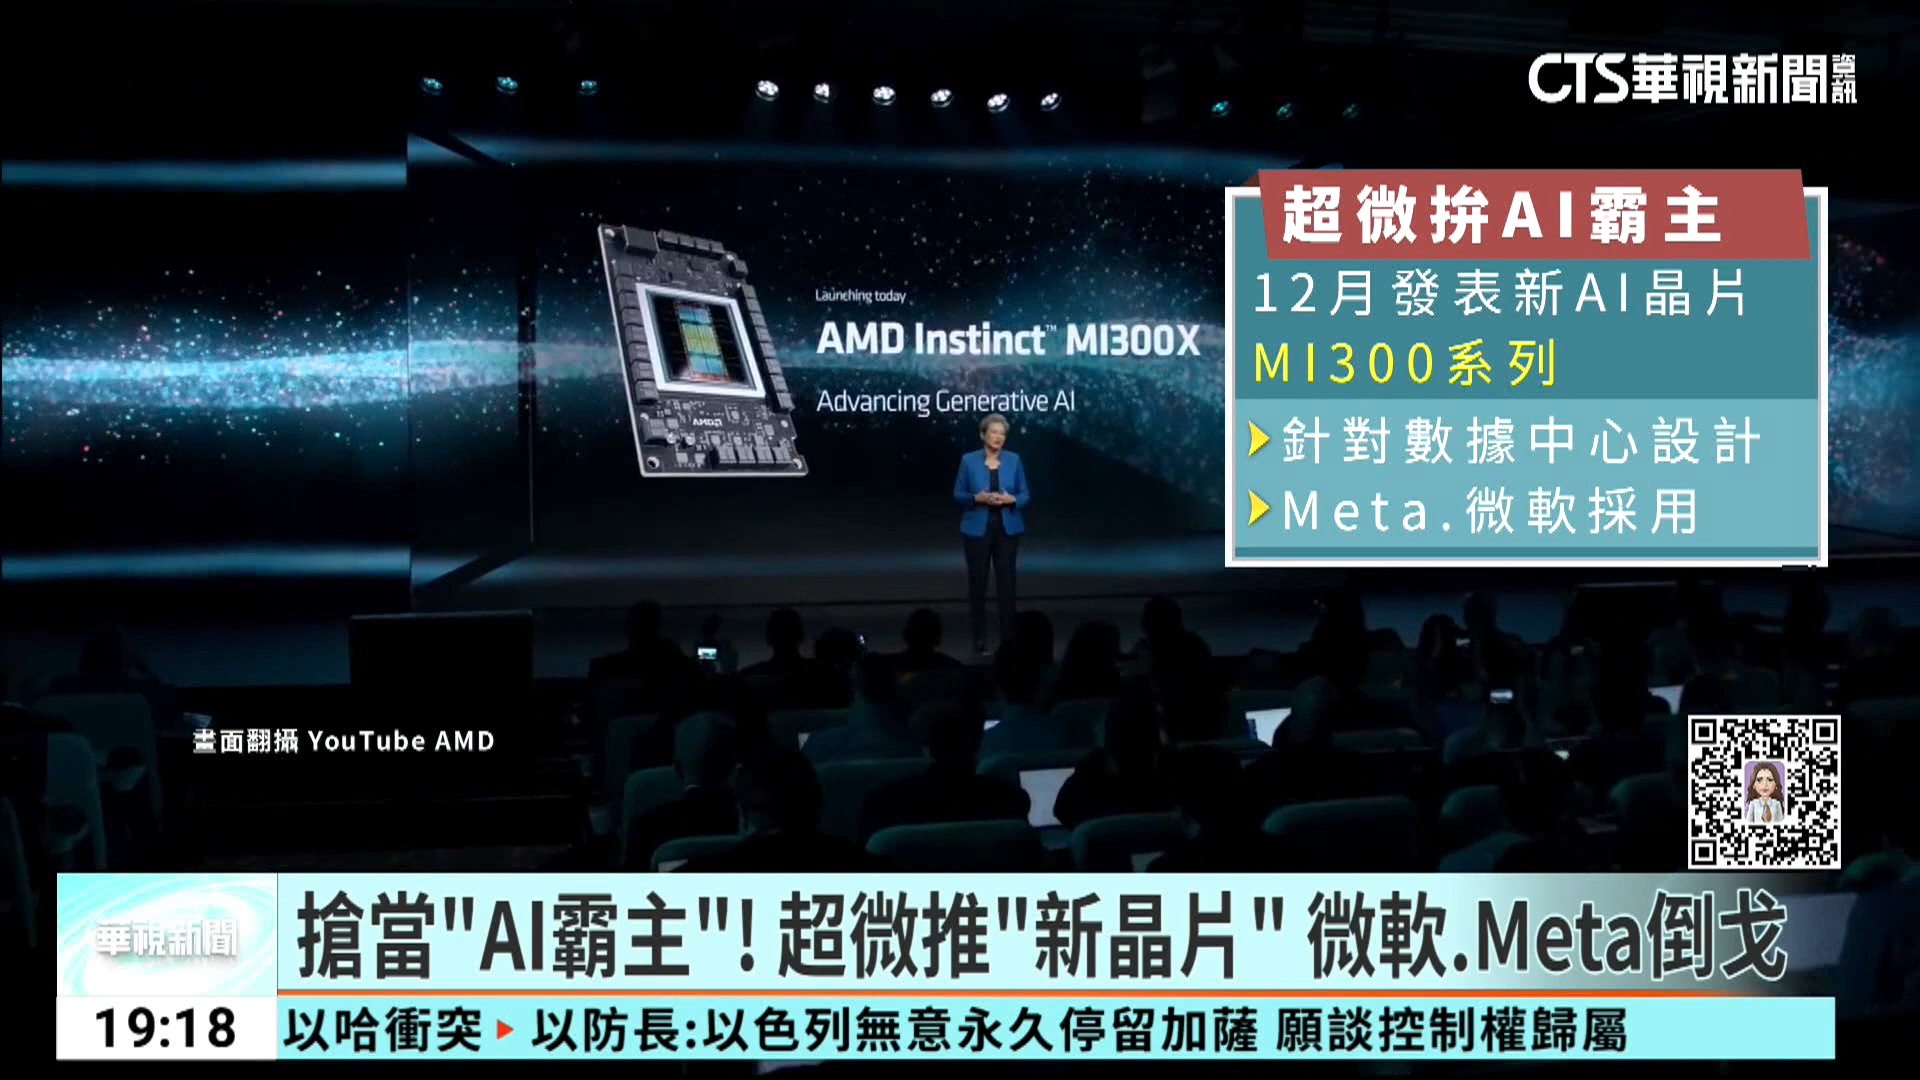 CTS華視新聞資訊
超微拚AI霸主
12月發表新AI晶片
MI300系列
針對數據中心設計
Meta.微軟採用
Launching today
AMD Instinct™ MI300X
Advancing Generative AI
AMD
畫面翻攝 YouTube AMD
華視新聞
搶當"AI霸主"! 超微推"新晶片" 微軟.Meta倒戈
19:18
以哈衝突▸以防長:以色列無意永久停留加薩 願談控制權歸屬